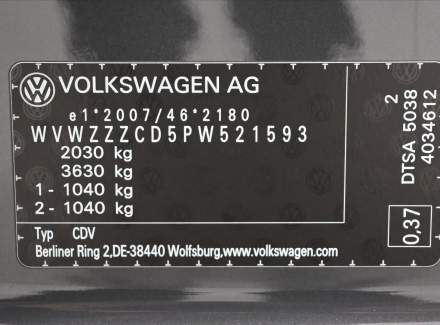 VOLKSWAGEN AG
e1*2007/46*2180
WVWZZZCD5PW521593
2030 kg
3630 kg
1 - 1040 kg
2 - 1040 kg
Typ CDV
Berliner Ring 2,DE-38440 Wolfsburg,www.volkswagen.com
2
DTSA 5038
4034612
0,37